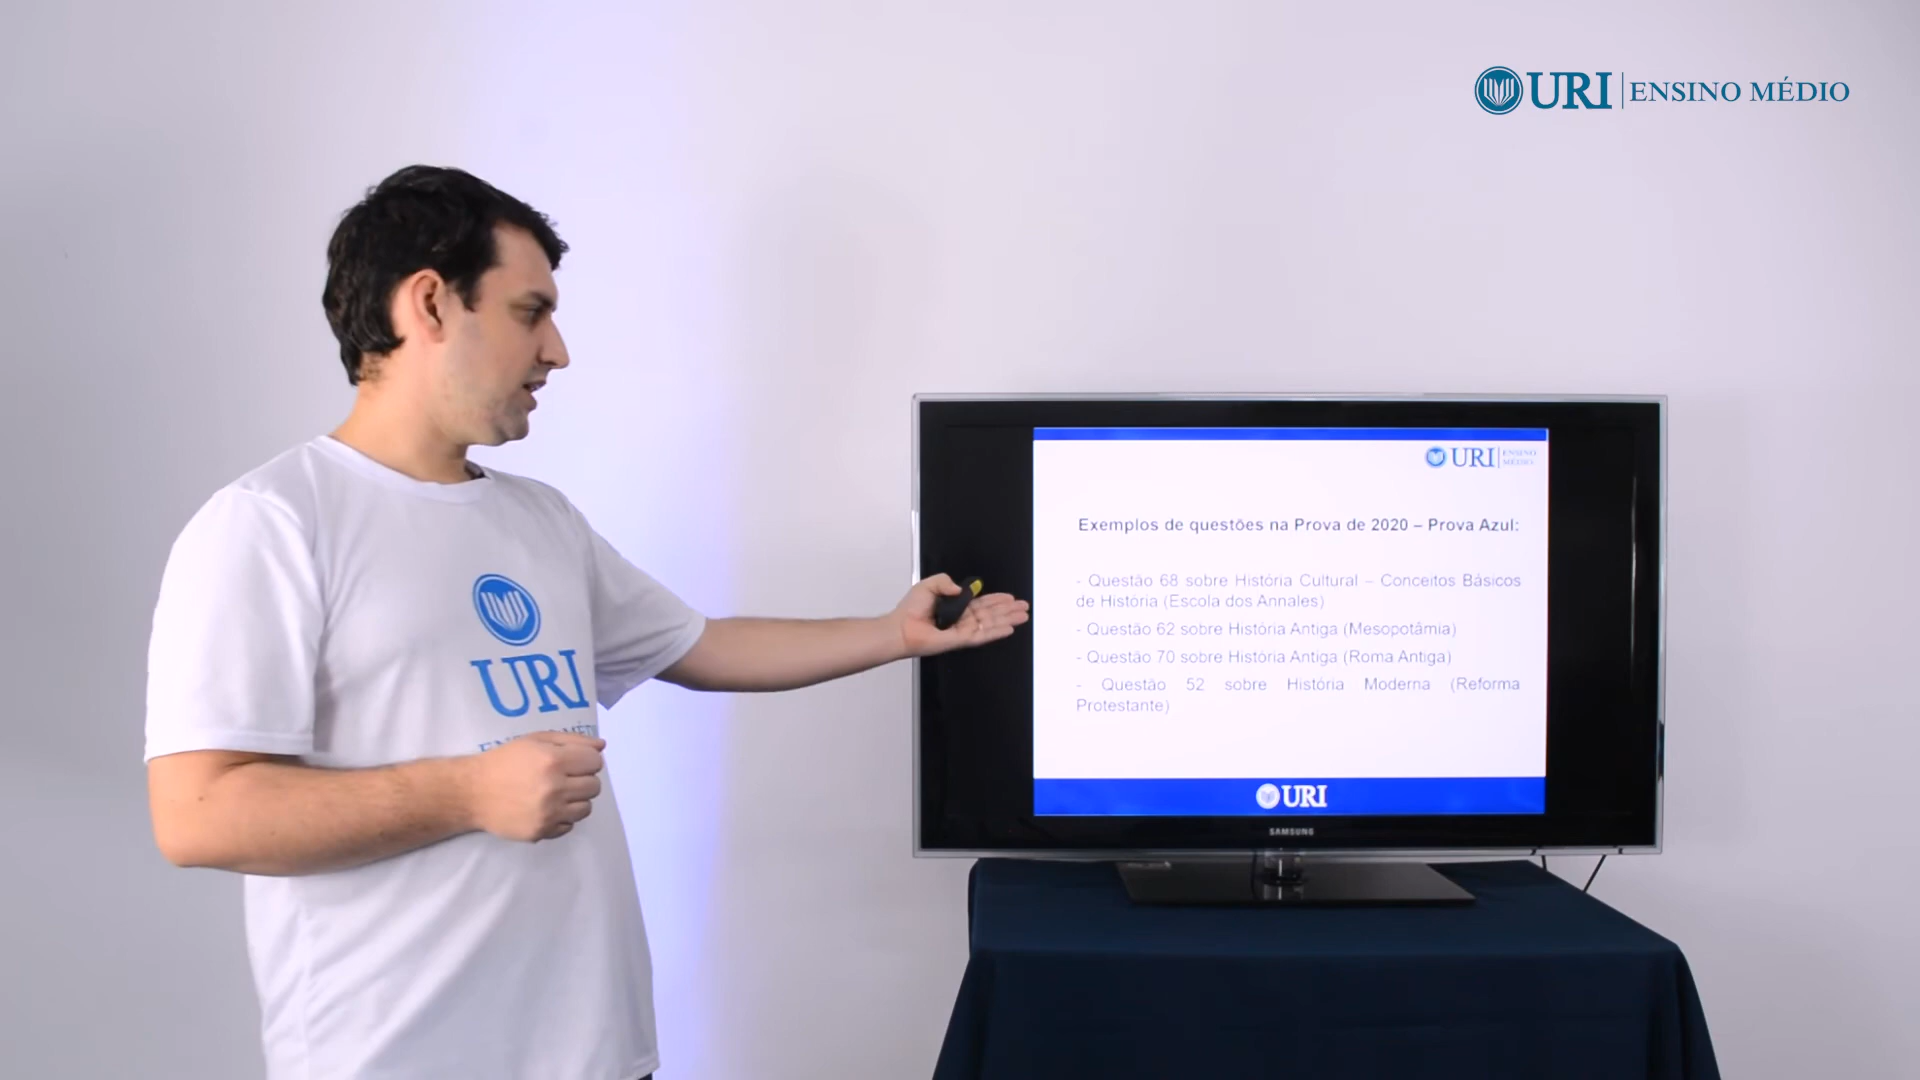 URI ENSINO MÉDIO
URI ENSINO
MÉDIO
Exemplos de questões na Prova de 2020 – Prova Azul:
- Questão 68 sobre História Cultural – Conceitos Básicos
de História (Escola dos Annales)
- Questão 62 sobre História Antiga (Mesopotâmia)
- Questão 70 sobre História Antiga (Roma Antiga)
- Questão 52 sobre História Moderna (Reforma
Protestante)
URI
SAMSUNG
URI